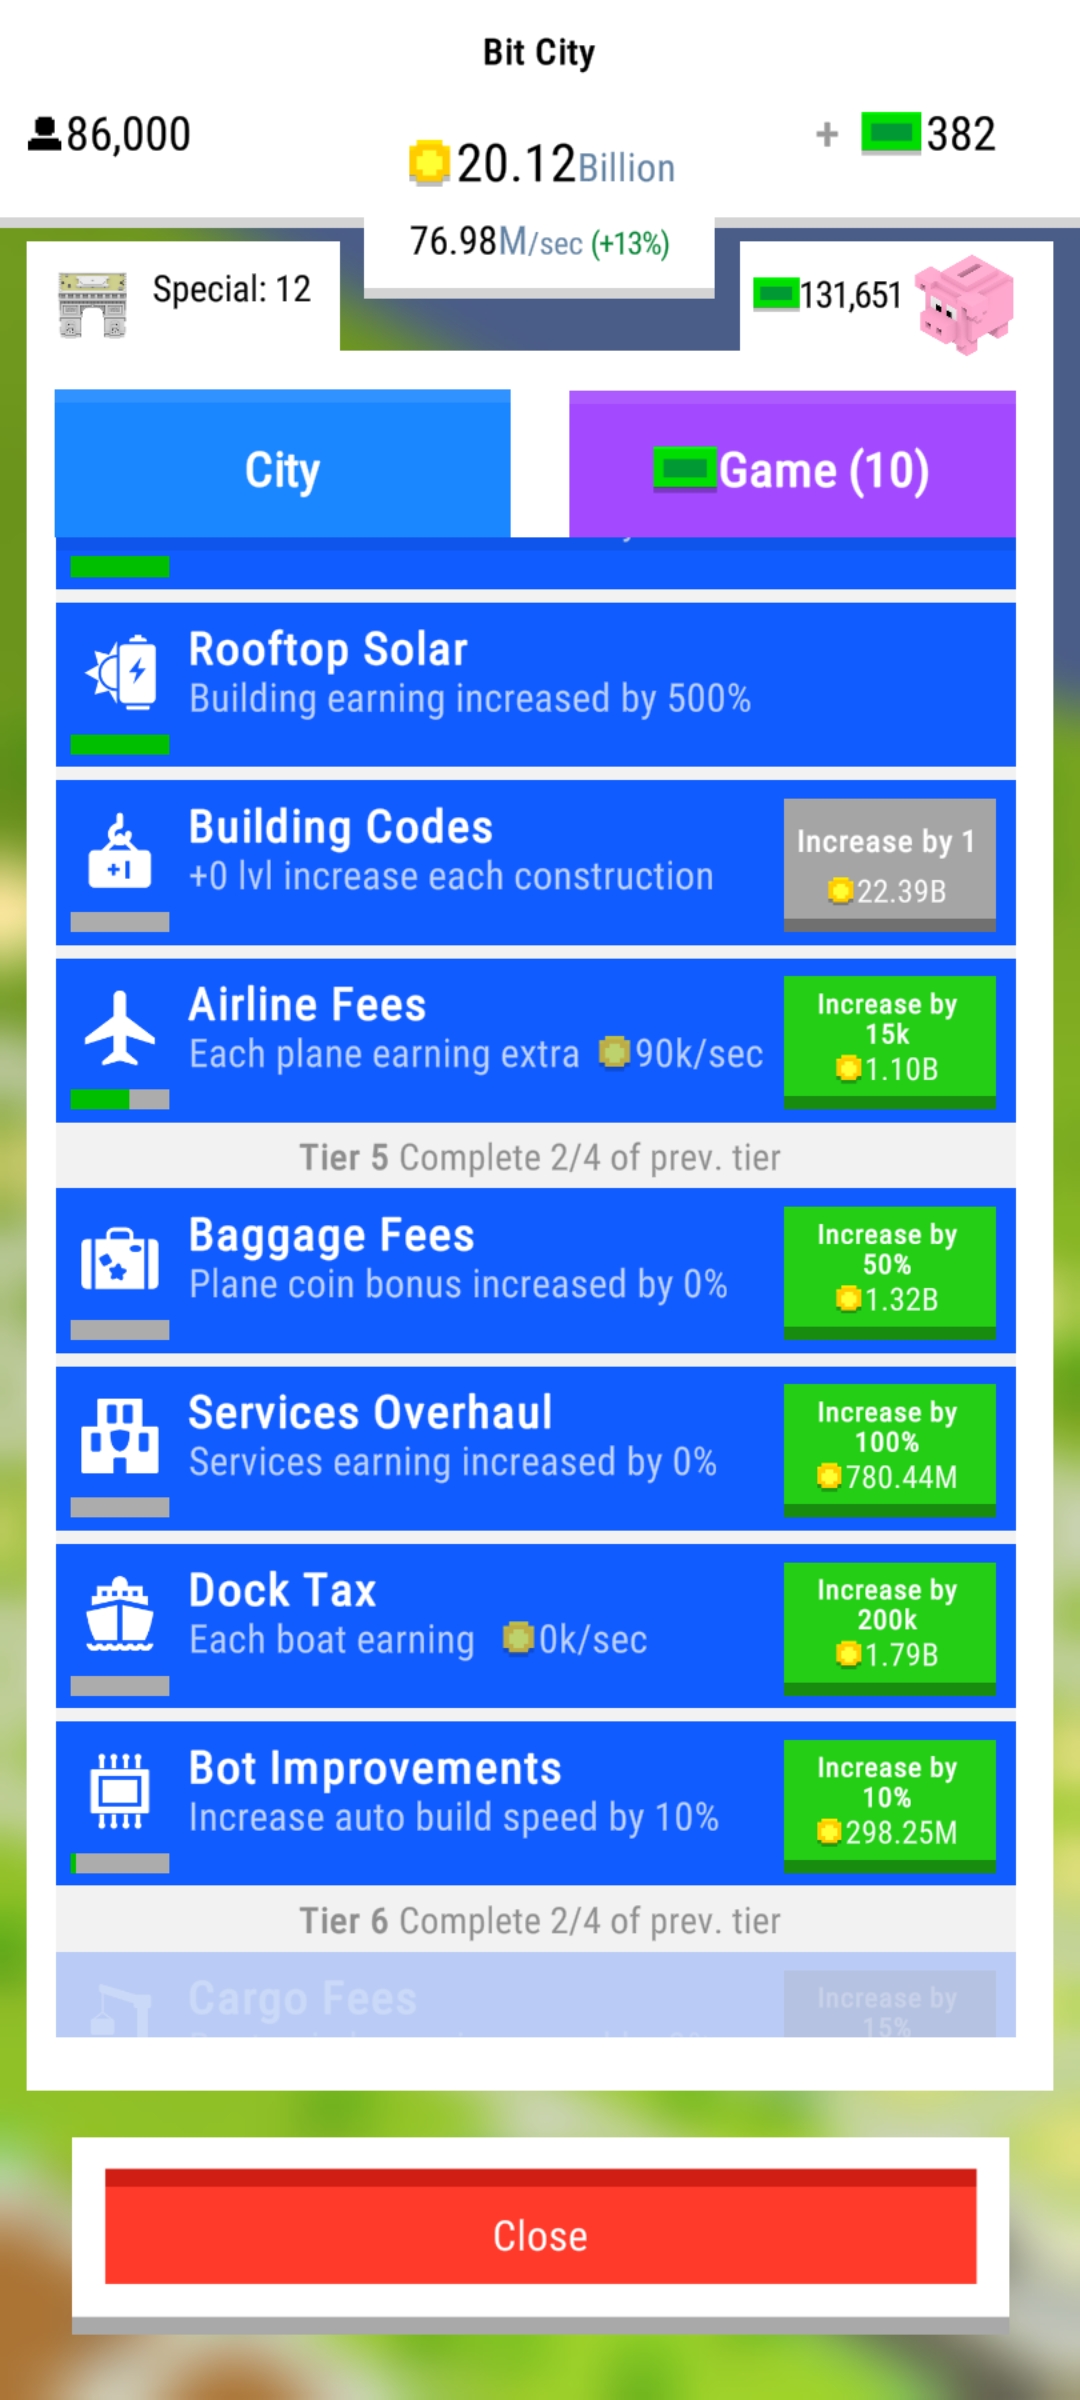 Bit City
86,000
20.12Billion
+ 382
76.98M/sec (+13%)
Special: 12
131,651
City
Game (10)
Rooftop Solar
Building earning increased by 500%
Building Codes
+0 lvl increase each construction
Increase by 1
22.39B
+1
Airline Fees
Each plane earning extra 90k/sec
Increase by
15k
1.10B
Tier 5 Complete 2/4 of prev. tier
Baggage Fees
Plane coin bonus increased by 0%
Increase by
50%
1.32B
Services Overhaul
Services earning increased by 0%
Increase by
100%
780.44M
Dock Tax
Each boat earning 0k/sec
Increase by
200k
1.79B
Bot Improvements
Increase auto build speed by 10%
Increase by
10%
298.25M
Tier 6 Complete 2/4 of prev. tier
Cargo Fees
Increase by
15%
Close